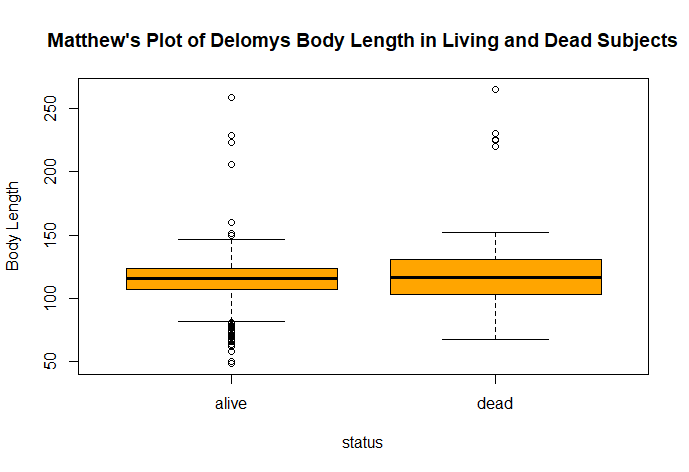 Matthew's Plot of Delomys Body Length in Living and Dead Subjects
Body Length
250
200
150
100
50
alive dead
status